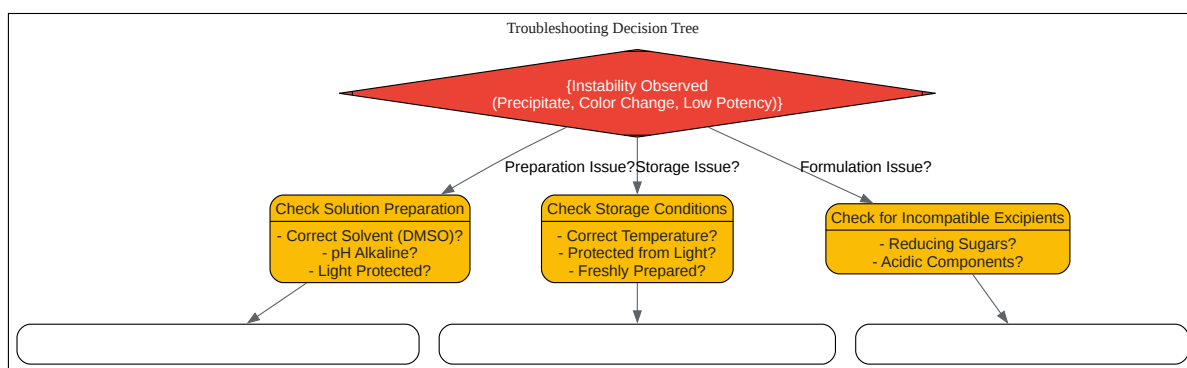 Troubleshooting Decision Tree
{Instability Observed
(Precipitate, Color Change, Low Potency)}
Preparation Issue?
Storage Issue?
Formulation Issue?
Check Solution Preparation
- Correct Solvent (DMSO)?
- pH Alkaline?
- Light Protected?
Check Storage Conditions
- Correct Temperature?
- Protected from Light?
- Freshly Prepared?
Check for Incompatible Excipients
- Reducing Sugars?
- Acidic Components?